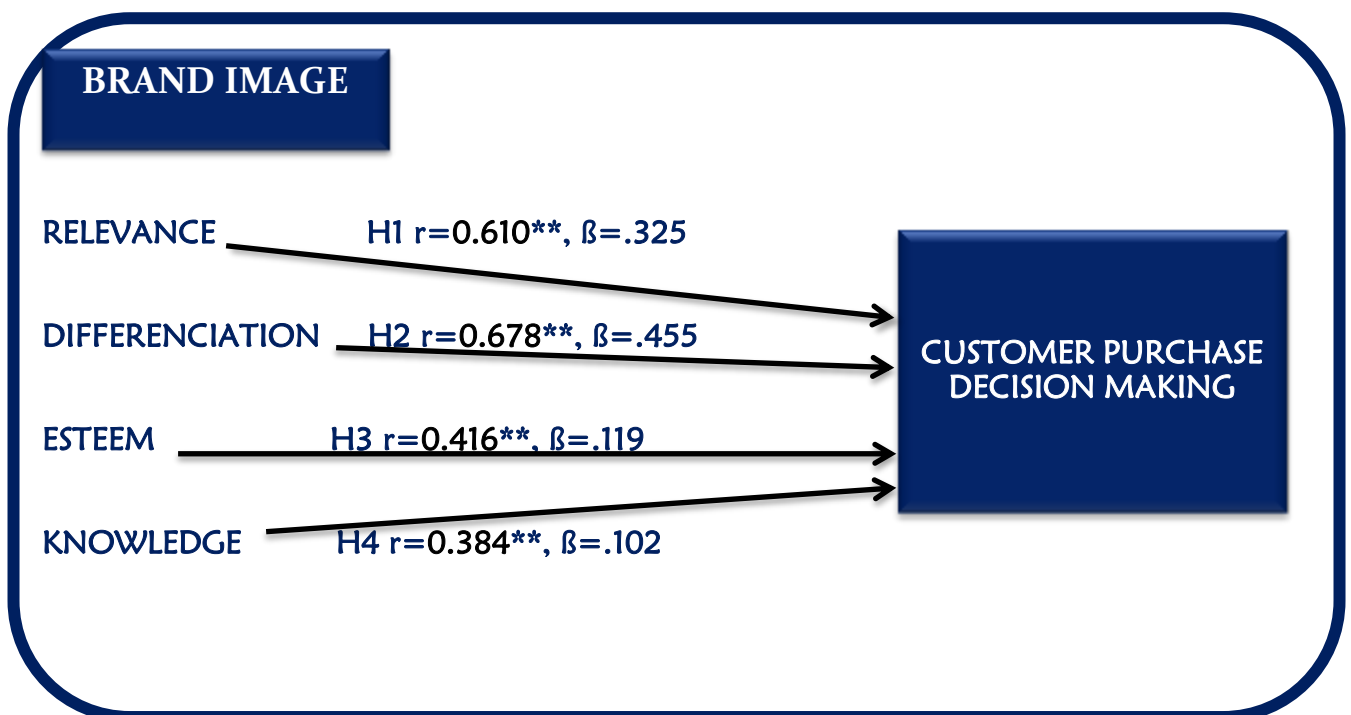 BRAND IMAGE
RELEVANCE H1 r=0.610**, ß=.325
DIFFERENCIATION H2 r=0.678**, ß=.455
ESTEEM H3 r=0.416**, ß=.119
KNOWLEDGE H4 r=0.384**, ß=.102
CUSTOMER PURCHASE
DECISION MAKING